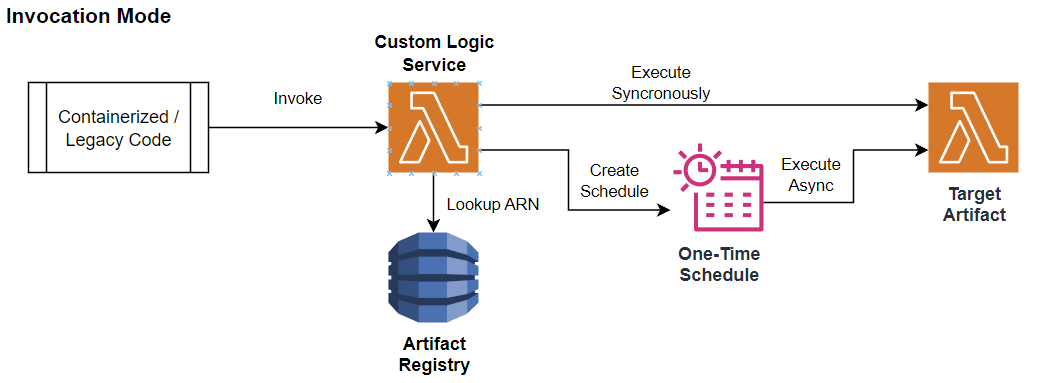 Invocation Mode
Custom Logic
Service
Containerized /
Legacy Code
Invoke
Execute
Syncronously
Lookup ARN
Create
Schedule
Execute
Async
Target
Artifact
One-Time
Schedule
Artifact
Registry